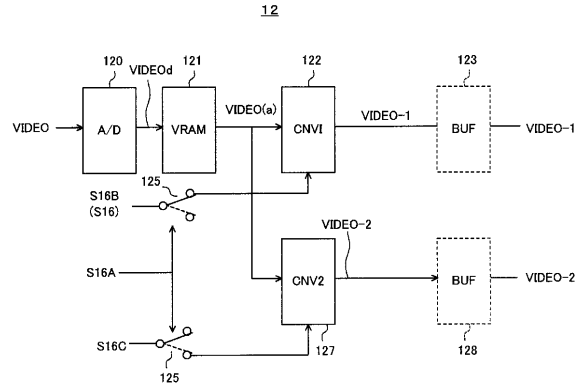 12
120
VIDEOd
121
122
123
VIDEO
A/D
VRAM
VIDEO(a)
CNV1
VIDEO-1
BUF
VIDEO-1
125
S16B
(S16)
VIDEO-2
S16A
CNV2
BUF
VIDEO-2
S16C
125
127
128